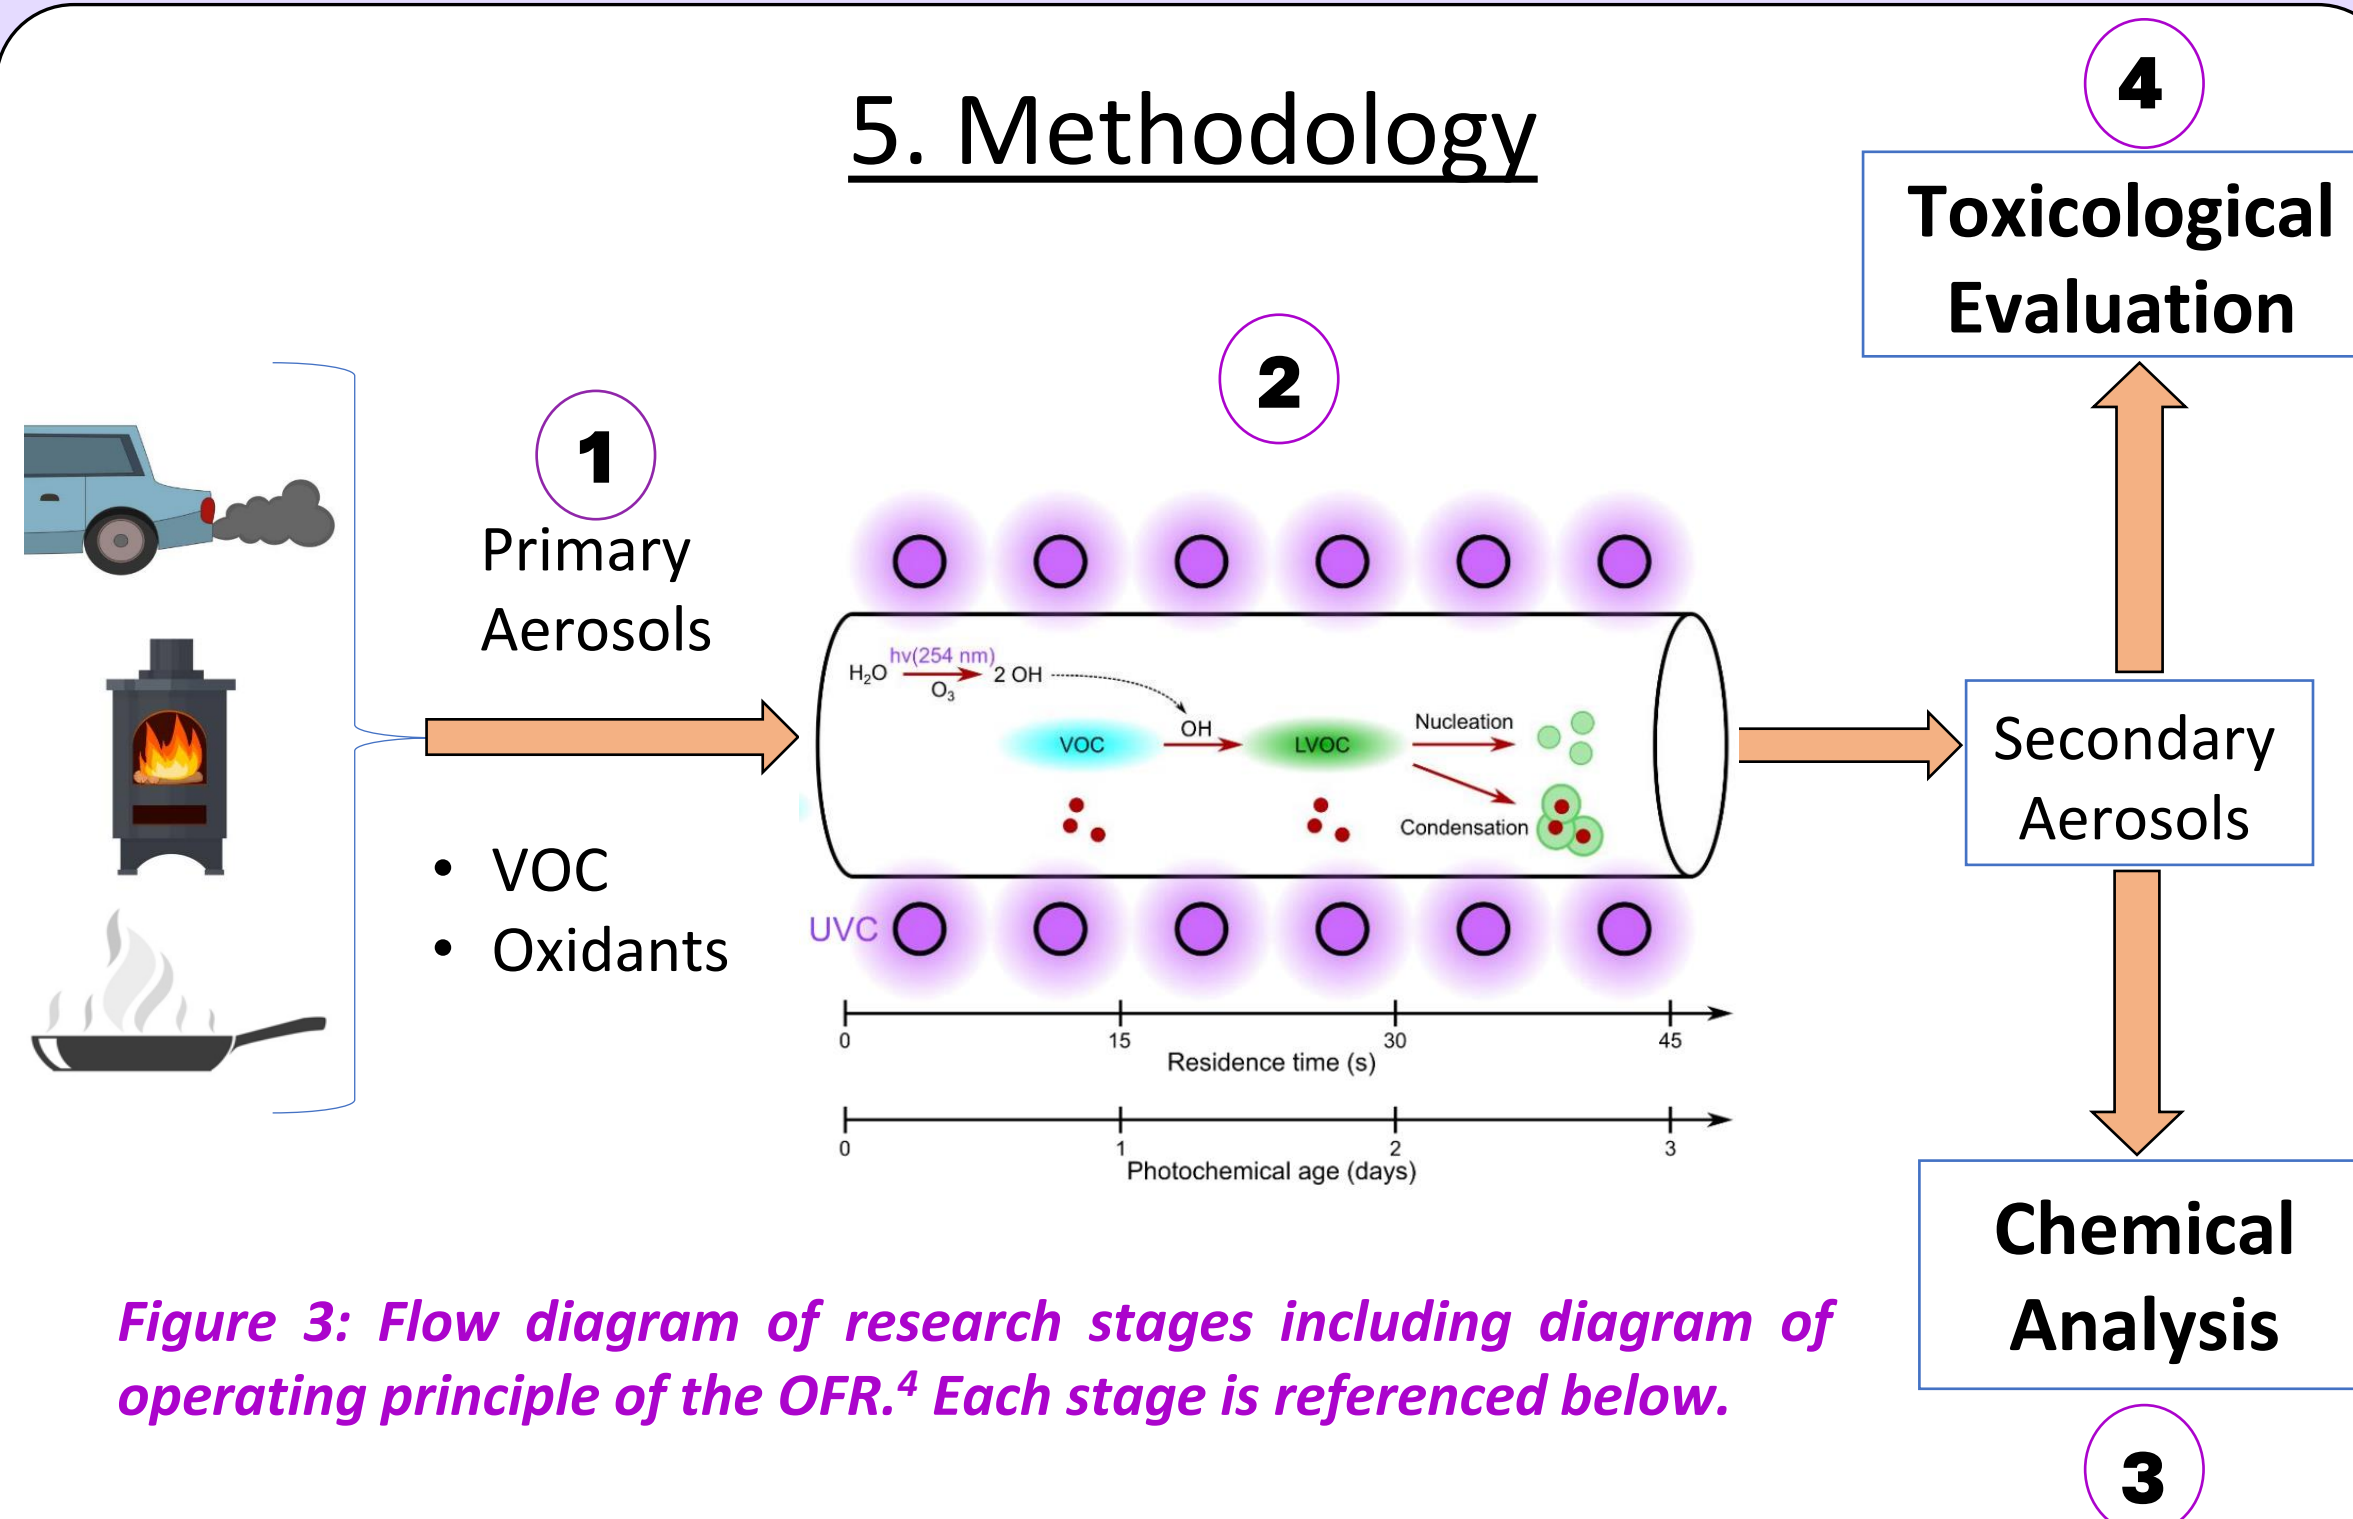 5. Methodology
1
Primary
Aerosols
• VOC
• Oxidants
2
hv(254 nm)
H₂O
O₃
2 OH
OH
VOC
LVOC
Nucleation
Condensation
UVC
0 15 30 45
Residence time (s)
0 1 2 3
Photochemical age (days)
4
Toxicological
Evaluation
Secondary
Aerosols
Chemical
Analysis
3
Figure 3: Flow diagram of research stages including diagram of
operating principle of the OFR.⁴ Each stage is referenced below.